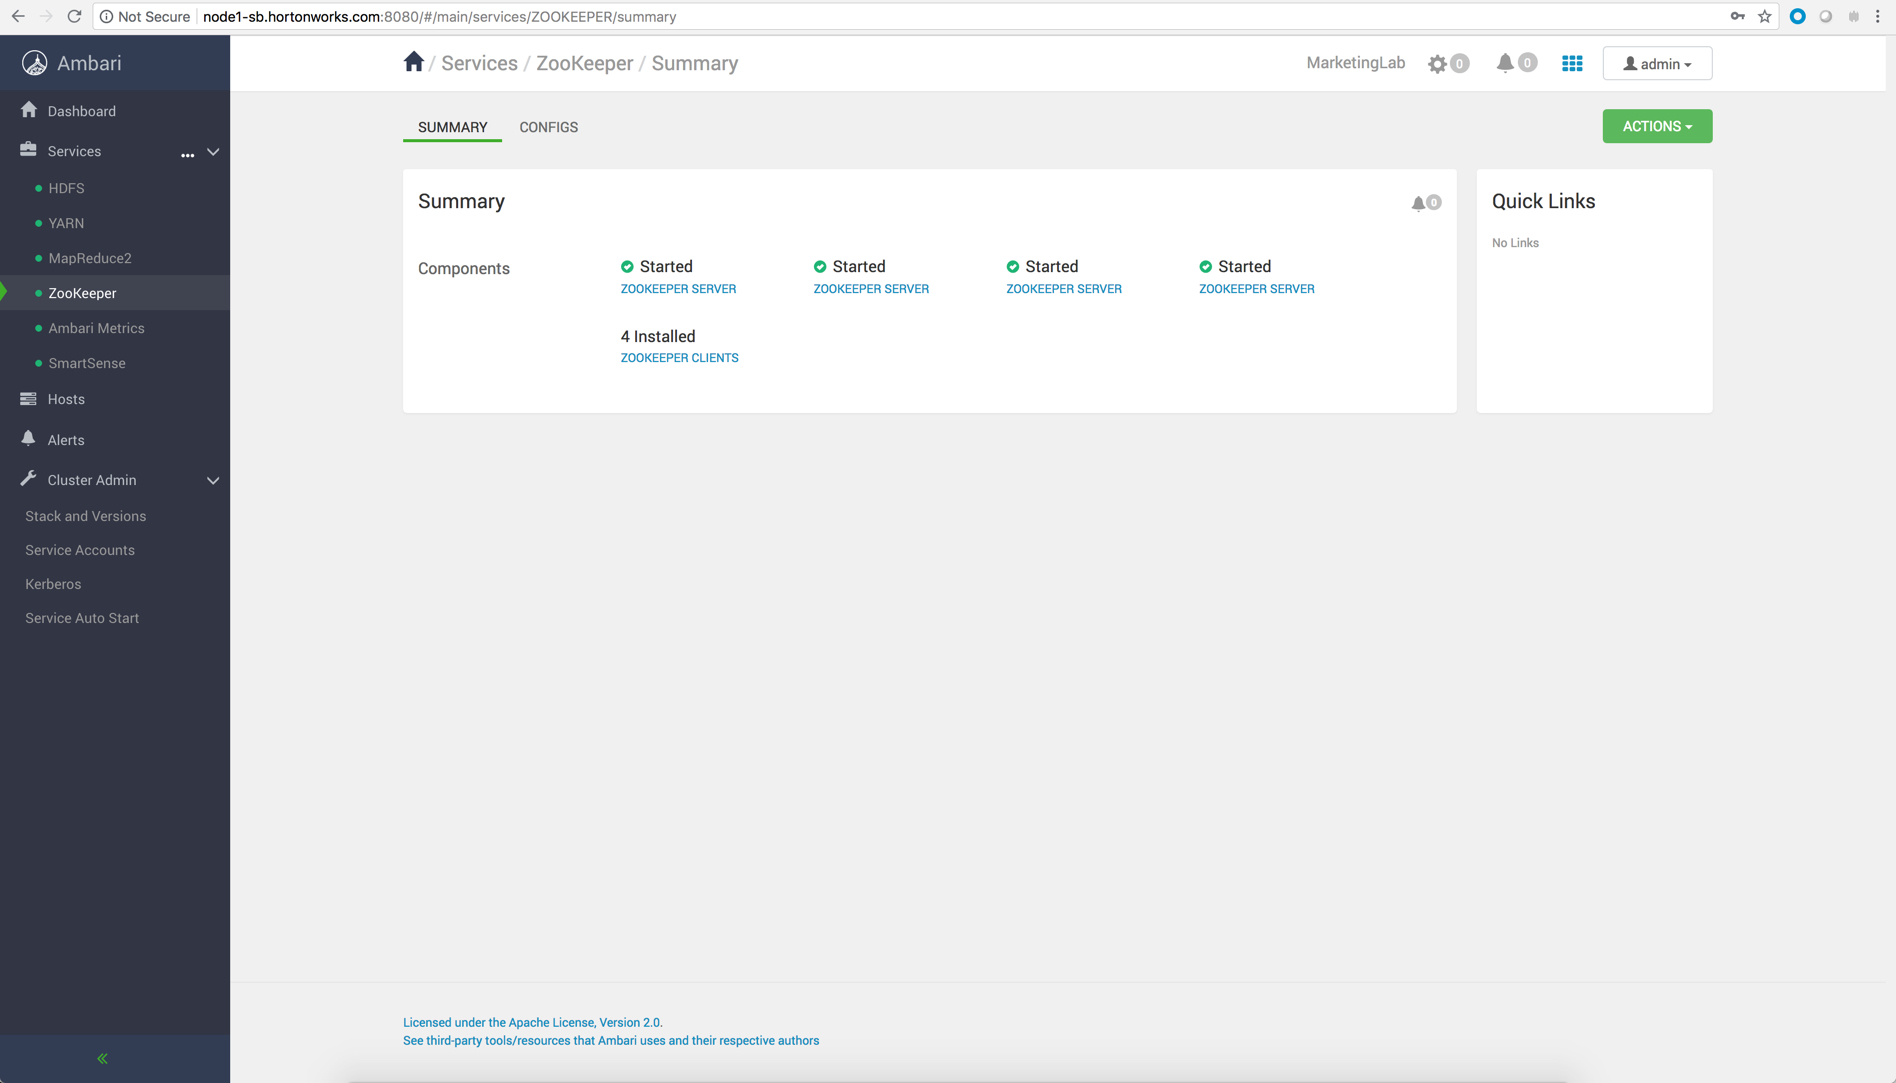 Not Secure node1-sb.hortonworks.com:8080/#/main/services/ZOOKEEPER/summary
Ambari
Dashboard
Services ...
HDFS
YARN
MapReduce2
ZooKeeper
Ambari Metrics
SmartSense
Hosts
Alerts
Cluster Admin
Stack and Versions
Service Accounts
Kerberos
Service Auto Start
/ Services / ZooKeeper / Summary
MarketingLab 0 0 admin
SUMMARY CONFIGS
ACTIONS
Summary
0
Components
Started Started Started Started
ZOOKEEPER SERVER ZOOKEEPER SERVER ZOOKEEPER SERVER ZOOKEEPER SERVER
4 Installed
ZOOKEEPER CLIENTS
Quick Links
No Links
Licensed under the Apache License, Version 2.0.
See third-party tools/resources that Ambari uses and their respective authors